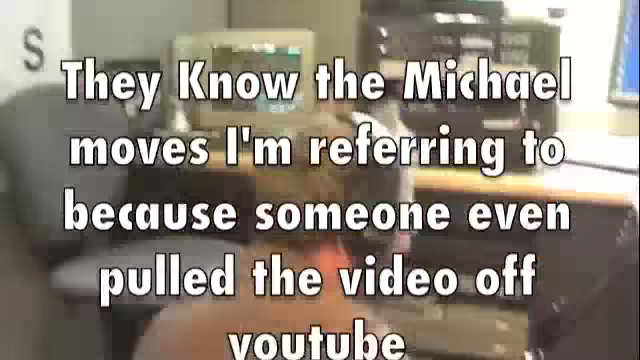 S
They Know the Michael
moves I'm referring to
because someone even
pulled the video off
youtube